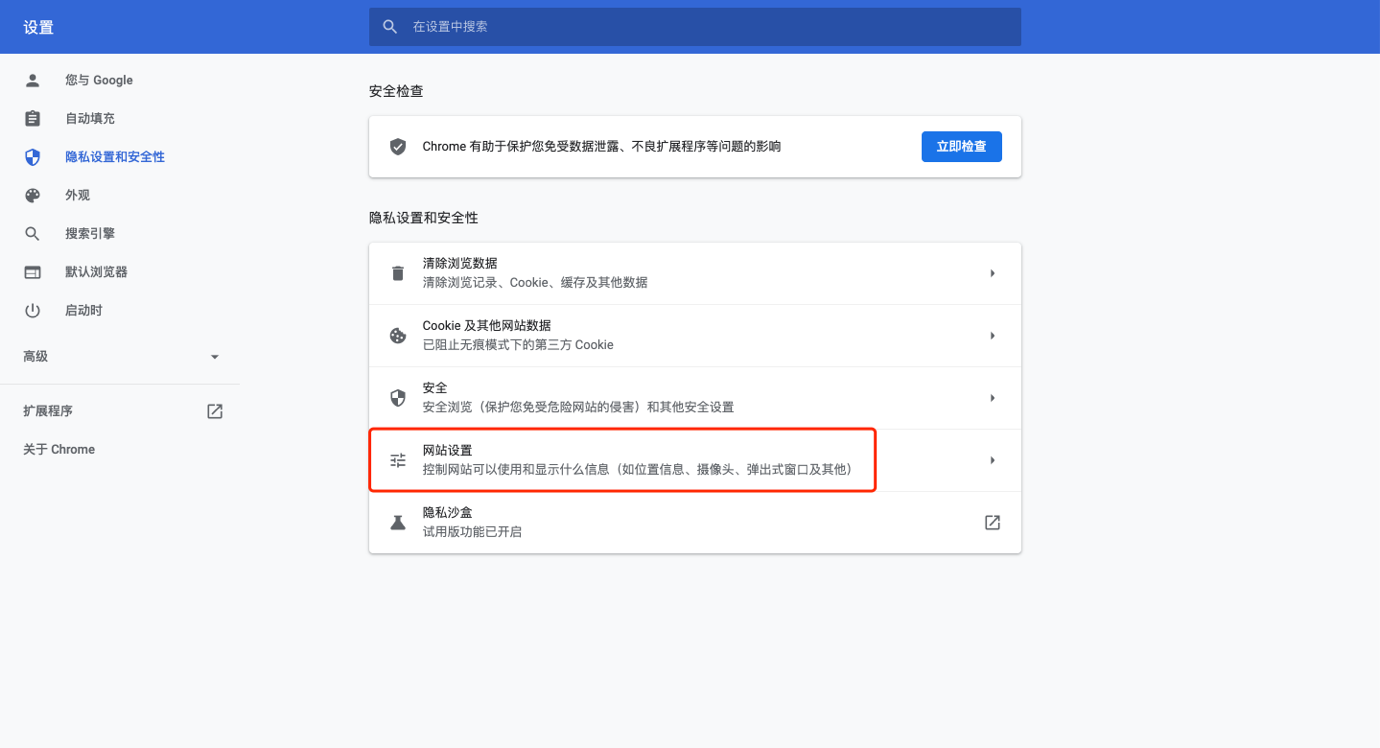 设置
在设置中搜索
您与 Google
自动填充
隐私设置和安全性
外观
搜索引擎
默认浏览器
启动时
高级
扩展程序
关于 Chrome
安全检查
Chrome 有助于保护您免受数据泄露、不良扩展程序等问题的影响
立即检查
隐私设置和安全性
清除浏览数据
清除浏览记录、Cookie、缓存及其他数据
Cookie 及其他网站数据
已阻止无痕模式下的第三方 Cookie
安全
安全浏览（保护您免受危险网站的侵害）和其他安全设置
网站设置
控制网站可以使用和显示什么信息（如位置信息、摄像头、弹出式窗口及其他）
隐私沙盒
试用版功能已开启